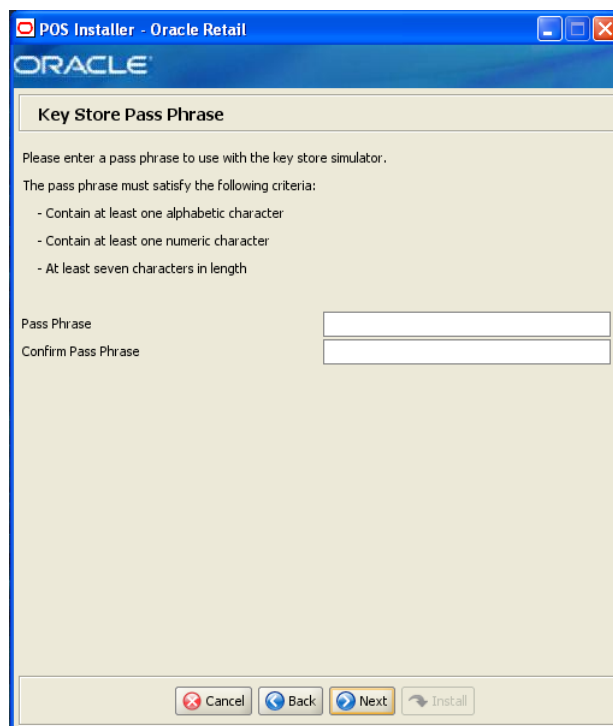 POS Installer - Oracle Retail
ORACLE
Key Store Pass Phrase
Please enter a pass phrase to use with the key store simulator.
The pass phrase must satisfy the following criteria:
- Contain at least one alphabetic character
- Contain at least one numeric character
- At least seven characters in length
Pass Phrase
Confirm Pass Phrase
Cancel Back Next Install